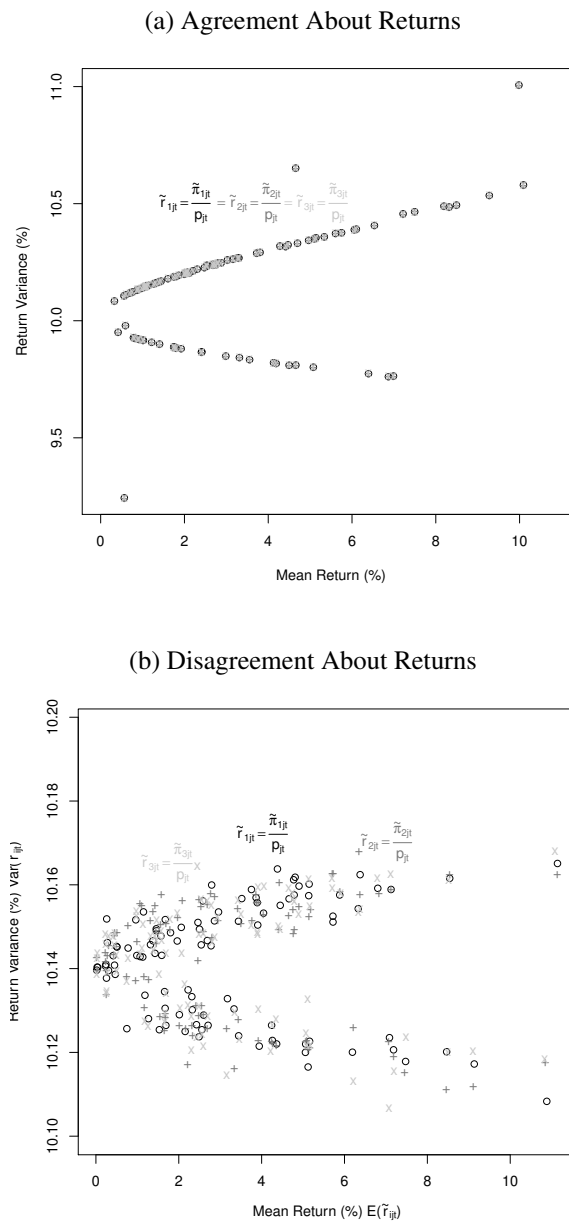 (a) Agreement About Returns
11.0
10.5
10.0
9.5
Return Variance (%)
r̃1jt = π̃1jt / pjt = r̃2jt = π̃2jt / pjt = r̃3jt = π̃3jt / pjt
0 2 4 6 8 10
Mean Return (%)
(b) Disagreement About Returns
10.20
10.18
10.16
10.14
10.12
10.10
Return Variance (%) Var(r̃ijt)
r̃1jt = π̃1jt / pjt
r̃2jt = π̃2jt / pjt
r̃3jt = π̃3jt / pjt
0 2 4 6 8 10
Mean Return (%) E(r̃ijt)